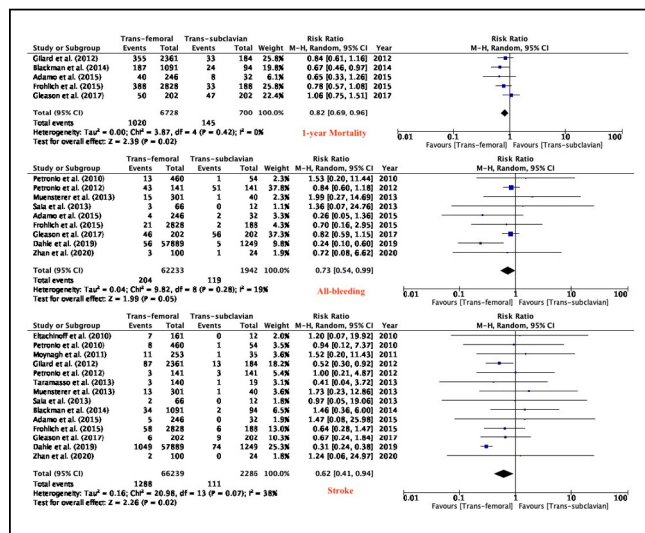 Trans-femoral Trans-subclavian Risk Ratio Risk Ratio
Study or Subgroup Events Total Events Total Weight M-H, Random, 95% CI Year M-H, Random, 95% CI
Gilard et al. (2012) 355 2361 33 184 25.8% 0.84 [0.61, 1.16] 2012
Blackman et al. (2014) 187 1091 24 94 19.8% 0.67 [0.46, 0.97] 2014
Adamo et al. (2015) 40 246 8 32 6.1% 0.65 [0.33, 1.26] 2015
Frohlich et al. (2015) 388 2828 33 188 25.4% 0.78 [0.57, 1.08] 2015
Gleason et al. (2017) 50 202 47 202 22.9% 1.06 [0.75, 1.51] 2017
Total (95% CI) 6728 700 100.0% 0.82 [0.69, 0.96]
Total events 1020 145
Heterogeneity: Tau² = 0.00; Chi² = 3.87, df = 4 (P = 0.42); I² = 0%
Test for overall effect: Z = 2.39 (P = 0.02)
1-year Mortality
0.01 0.1 1 10 100
Favours [Trans-femoral] Favours [Trans-subclavian]
Trans-femoral Trans-subclavian Risk Ratio Risk Ratio
Study or Subgroup Events Total Events Total Weight M-H, Random, 95% CI Year M-H, Random, 95% CI
Petronio et al. (2010) 13 460 1 54 2.3% 1.53 [0.20, 11.44] 2010
Petronio et al. (2012) 43 141 51 141 37.7% 0.84 [0.60, 1.18] 2012
Muensterer et al. (2013) 15 301 1 40 2.3% 1.99 [0.27, 14.69] 2013
Saia et al. (2013) 3 66 0 12 1.1% 1.36 [0.07, 24.76] 2013
Adamo et al. (2015) 4 246 2 32 3.2% 0.26 [0.05, 1.36] 2015
Frohlich et al. (2015) 21 2828 2 188 4.2% 0.70 [0.16, 2.95] 2015
Gleason et al. (2017) 46 202 56 202 37.3% 0.82 [0.59, 1.15] 2017
Dahle et al. (2019) 56 57889 5 1249 9.9% 0.24 [0.10, 0.60] 2019
Zhan et al. (2020) 3 100 1 24 1.9% 0.72 [0.08, 6.62] 2020
Total (95% CI) 62233 1942 100.0% 0.73 [0.54, 0.99]
Total events 204 119
Heterogeneity: Tau² = 0.04; Chi² = 9.82, df = 8 (P = 0.28); I² = 19%
Test for overall effect: Z = 1.99 (P = 0.05)
All-bleeding
0.01 0.1 1 10 100
Favours [Trans-femoral] Favours [Trans-subclavian]
Trans-femoral Trans-subclavian Risk Ratio Risk Ratio
Study or Subgroup Events Total Events Total Weight M-H, Random, 95% CI Year M-H, Random, 95% CI
Eltachinoff et al. (2010) 7 161 0 12 2.0% 1.20 [0.07, 19.92] 2010
Petronio et al. (2010) 8 460 1 54 3.7% 0.94 [0.12, 7.37] 2010
Moynagh et al. (2011) 11 253 1 35 3.9% 1.52 [0.20, 11.43] 2011
Gilard et al. (2012) 87 2361 13 184 18.2% 0.52 [0.30, 0.92] 2012
Petronio et al. (2012) 3 141 3 141 5.8% 1.00 [0.21, 4.87] 2012
Taramasso et al. (2013) 3 140 1 19 3.2% 0.41 [0.04, 3.72] 2013
Muensterer et al. (2013) 13 301 1 40 3.9% 1.73 [0.23, 12.86] 2013
Saia et al. (2013) 2 66 0 12 1.8% 0.97 [0.05, 19.06] 2013
Blackman et al. (2014) 34 1091 2 94 6.9% 1.46 [0.36, 6.00] 2014
Adamo et al. (2015) 5 246 0 32 1.9% 1.47 [0.08, 25.98] 2015
Frohlich et al. (2015) 58 2828 6 188 13.4% 0.64 [0.28, 1.47] 2015
Gleason et al. (2017) 6 202 9 202 11.0% 0.67 [0.24, 1.84] 2017
Dahle et al. (2019) 1049 57889 74 1249 25.3% 0.31 [0.24, 0.38] 2019
Zhan et al. (2020) 2 100 0 24 1.8% 1.24 [0.06, 24.97] 2020
Total (95% CI) 66239 2286 100.0% 0.62 [0.41, 0.94]
Total events 1288 111
Heterogeneity: Tau² = 0.16; Chi² = 20.98, df = 13 (P = 0.07); I² = 38%
Test for overall effect: Z = 2.26 (P = 0.02)
Stroke
0.01 0.1 1 10 100
Favours [Trans-femoral] Favours [Trans-subclavian]